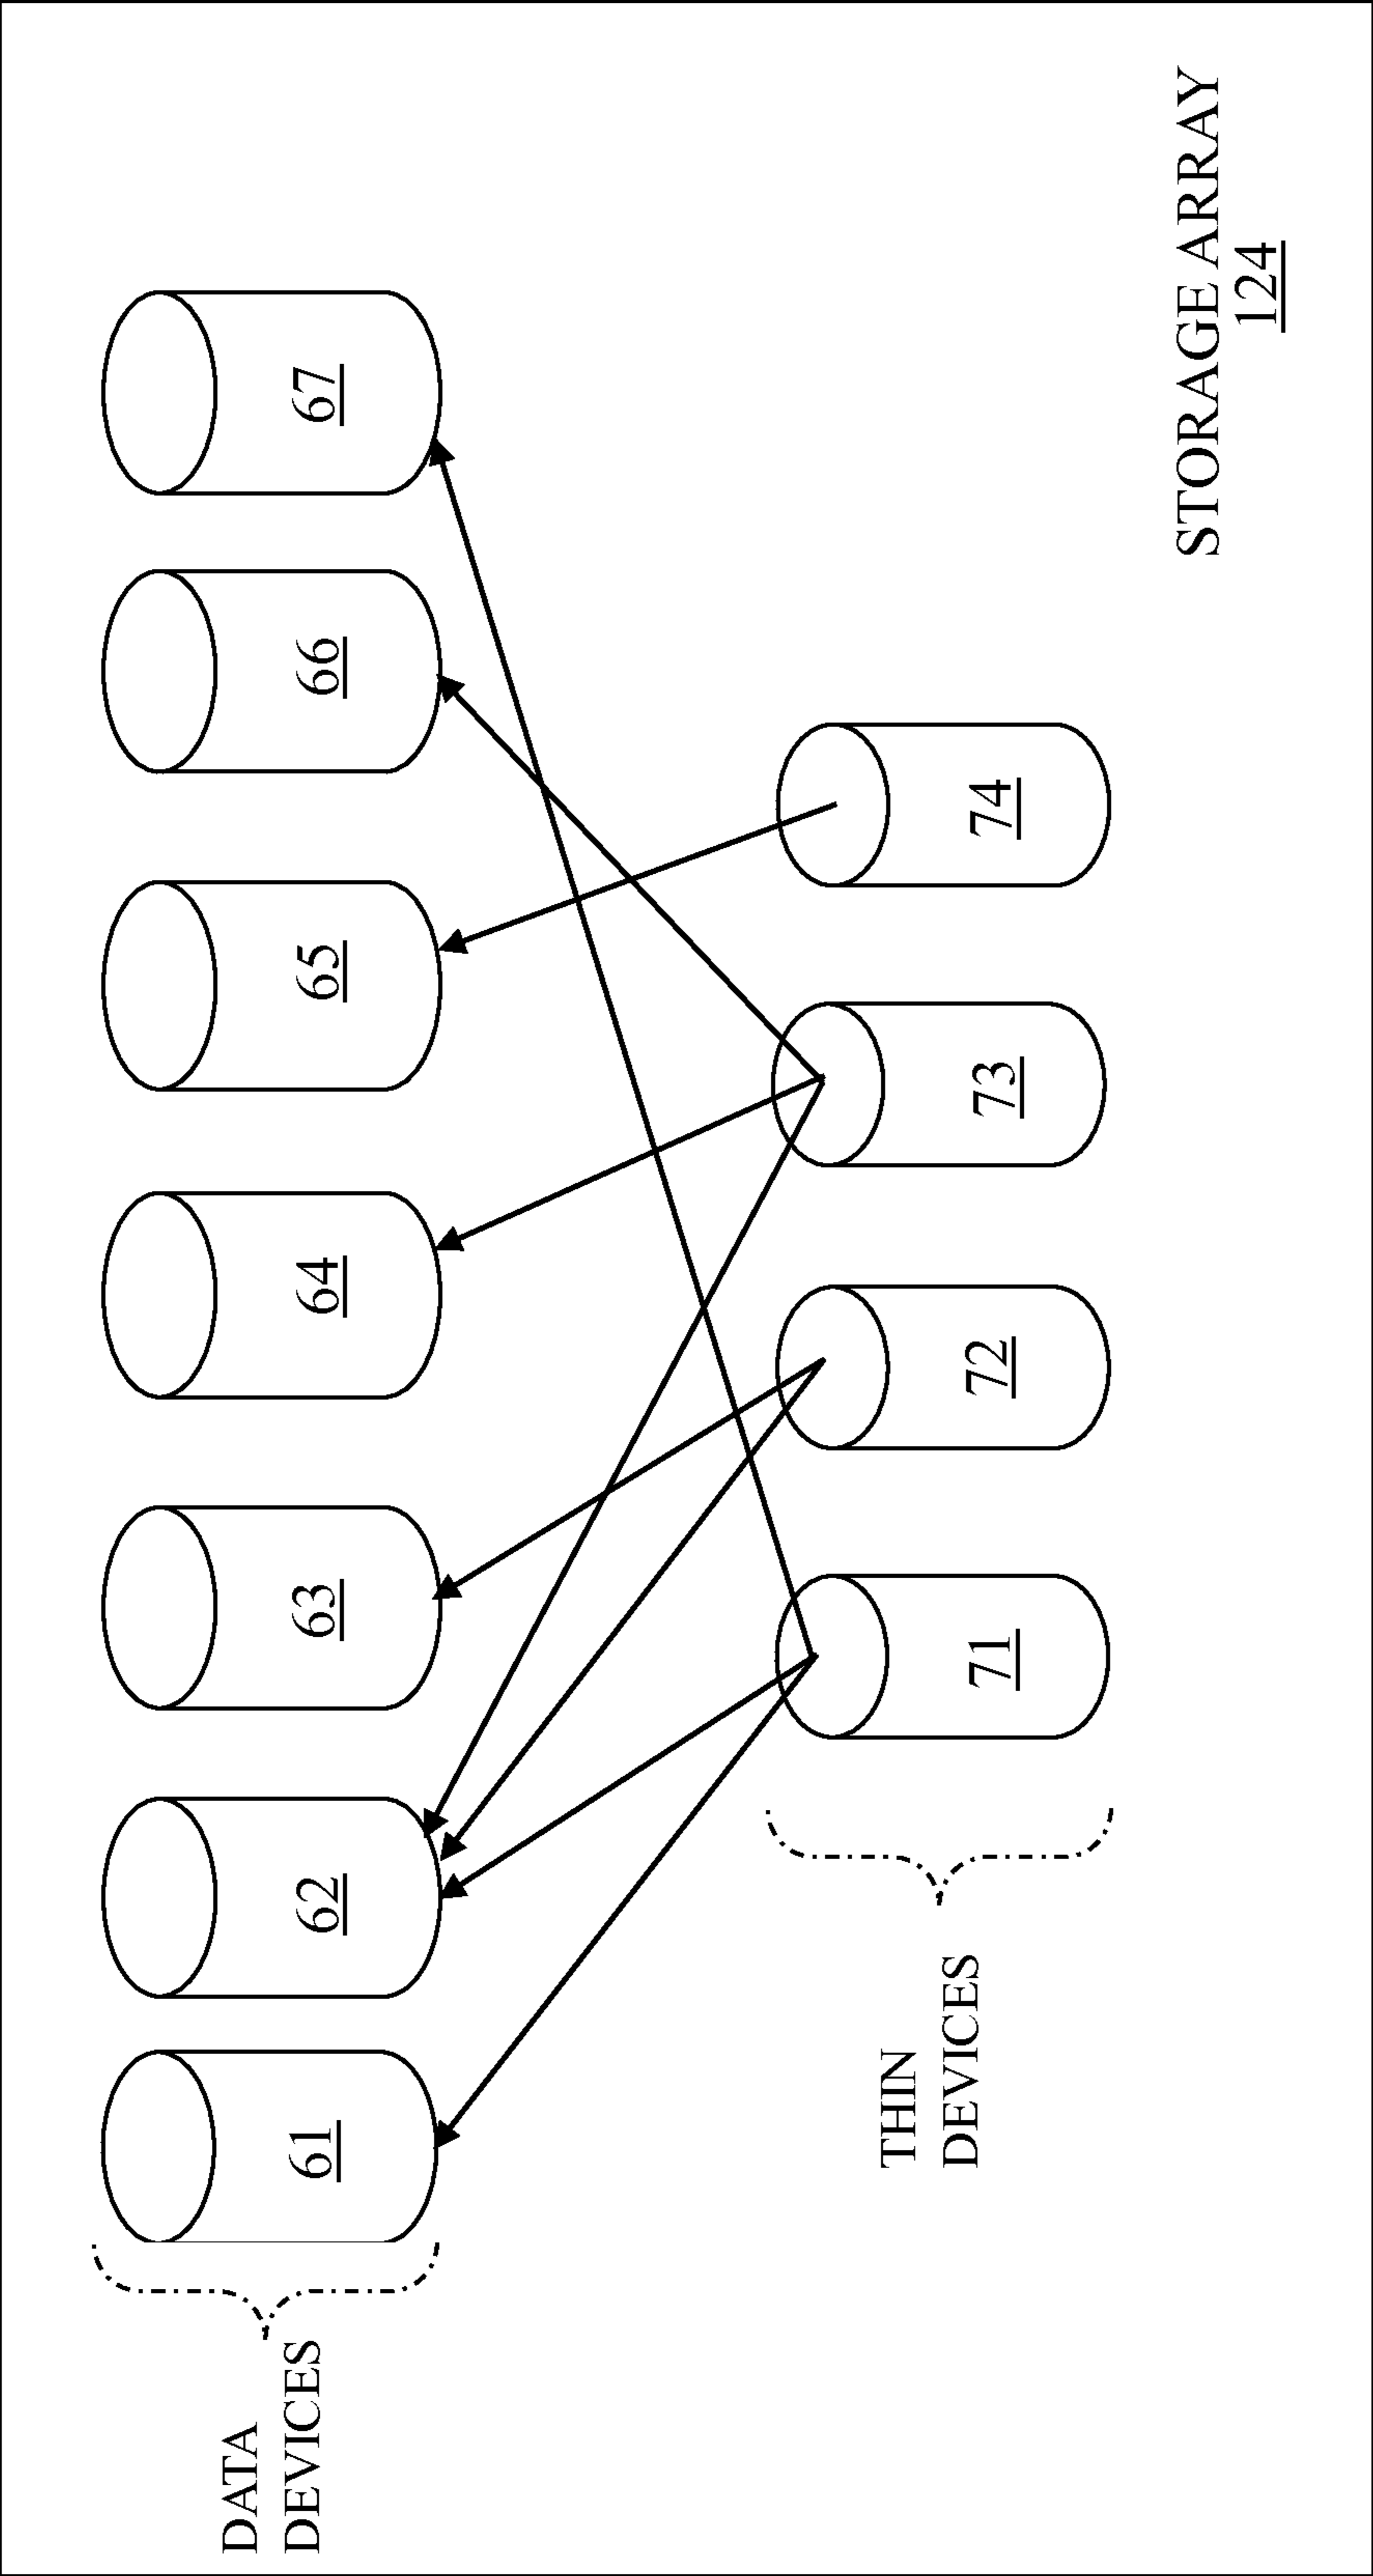 DATA
DEVICES
61
62
63
64
65
66
67
THIN
DEVICES
71
72
73
74
STORAGE ARRAY
124